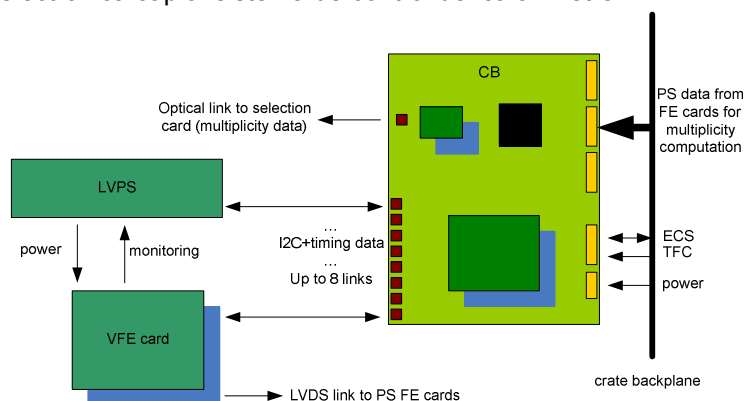 CB
Optical link to selection
card (multiplicity data)
PS data from
FE cards for
multiplicity
computation
LVPS
...
I2C+timing data
...
Up to 8 links
power
monitoring
ECS
TFC
power
VFE card
crate backplane
LVDS link to PS FE cards